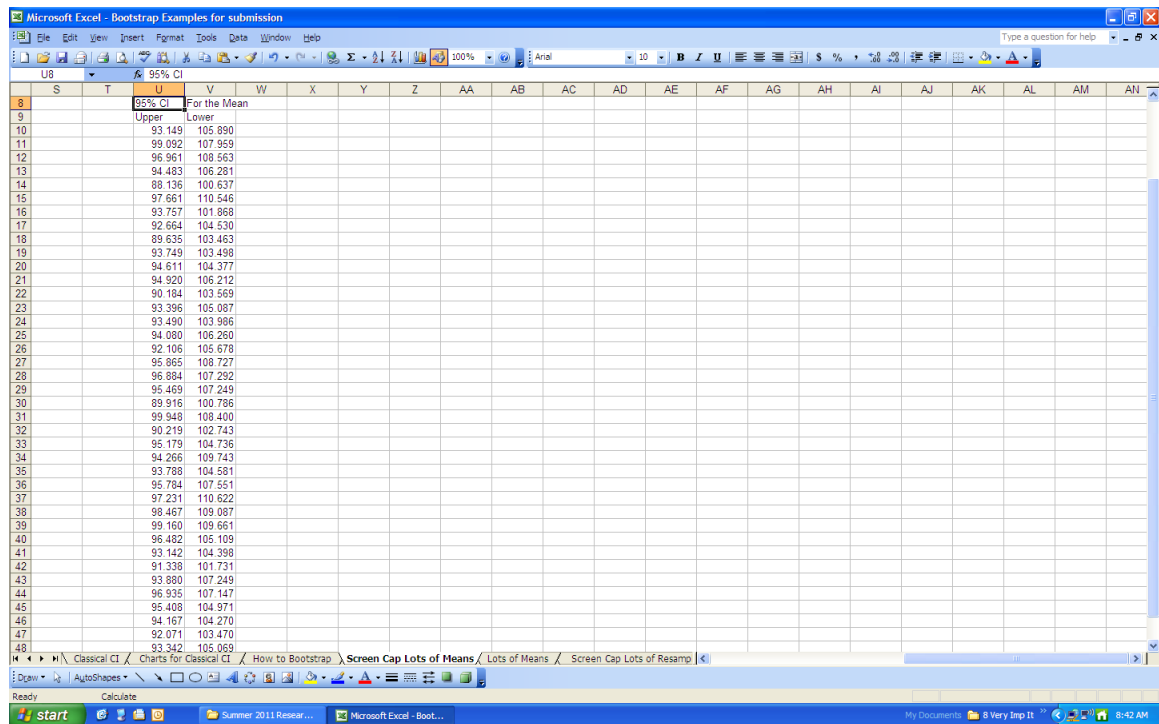 Microsoft Excel - Bootstrap Examples for submission
File Edit View Insert Format Tools Data Window Help Type a question for help
100% Arial 10 B I U $ % ,
U8 fx 95% CI
S T U V W X Y Z AA AB AC AD AE AF AG AH AI AJ AK AL AM AN
8 95% CI For the Mean
9 Upper Lower
10 93.149 105.890
11 99.092 107.959
12 96.961 108.563
13 94.483 106.281
14 88.136 100.637
15 97.661 110.546
16 93.757 101.868
17 92.664 104.530
18 89.635 103.463
19 93.749 103.498
20 94.611 104.377
21 94.920 106.212
22 90.184 103.569
23 93.396 105.087
24 93.490 103.986
25 94.080 106.260
26 92.106 105.678
27 95.865 108.727
28 96.884 107.292
29 95.469 107.249
30 89.916 100.786
31 99.948 108.400
32 90.219 102.743
33 95.179 104.736
34 94.266 109.743
35 93.788 104.581
36 95.784 107.551
37 97.231 110.622
38 98.467 109.087
39 99.160 109.661
40 96.482 105.109
41 93.142 104.398
42 91.338 101.731
43 93.880 107.249
44 96.935 107.147
45 95.408 104.971
46 94.167 104.270
47 92.071 103.470
48 93.342 105.069
Classical CI Charts for Classical CI How to Bootstrap Screen Cap Lots of Means Lots of Means Screen Cap Lots of Resamp
Draw AutoShapes
Ready Calculate
start Summer 2011 Resear... Microsoft Excel - Boot... My Documents 8 Very Imp It 8:42 AM